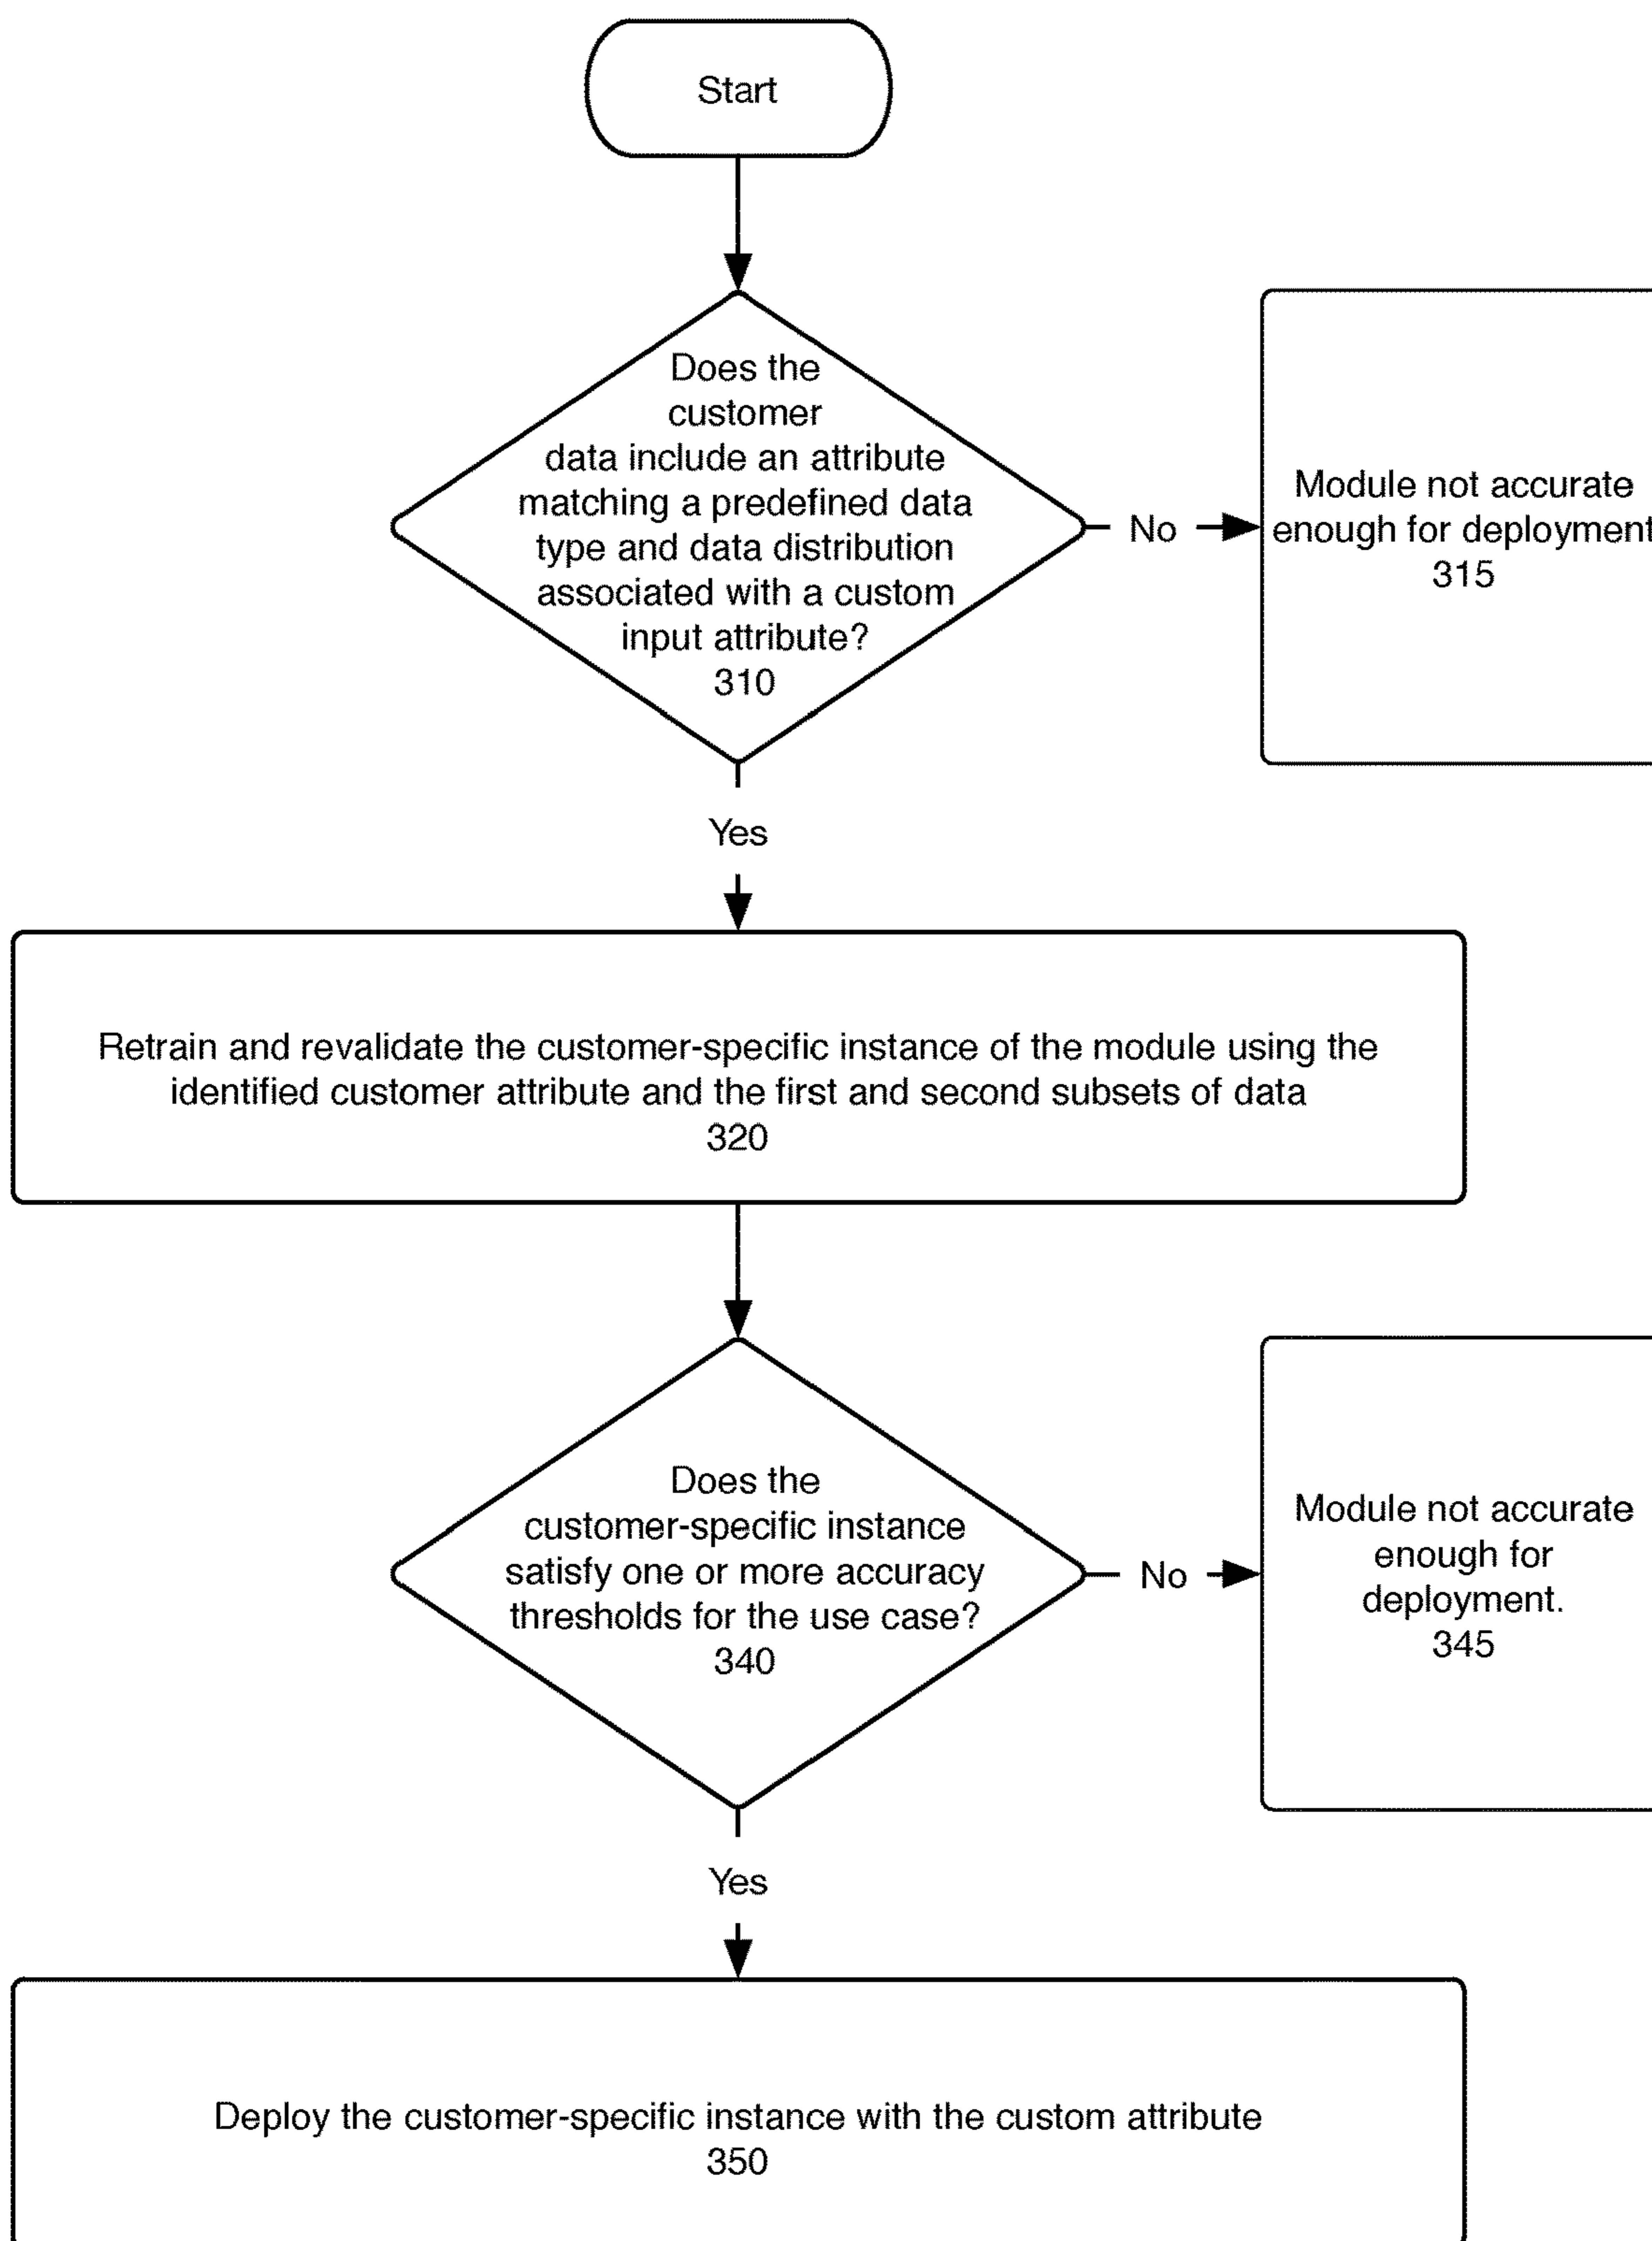 Start
Does the
customer
data include an attribute
matching a predefined data
type and data distribution
associated with a custom
input attribute?
310
No
Module not accurate
enough for deployment
315
Yes
Retrain and revalidate the customer-specific instance of the module using the
identified customer attribute and the first and second subsets of data
320
Does the
customer-specific instance
satisfy one or more accuracy
thresholds for the use case?
340
No
Module not accurate
enough for
deployment.
345
Yes
Deploy the customer-specific instance with the custom attribute
350